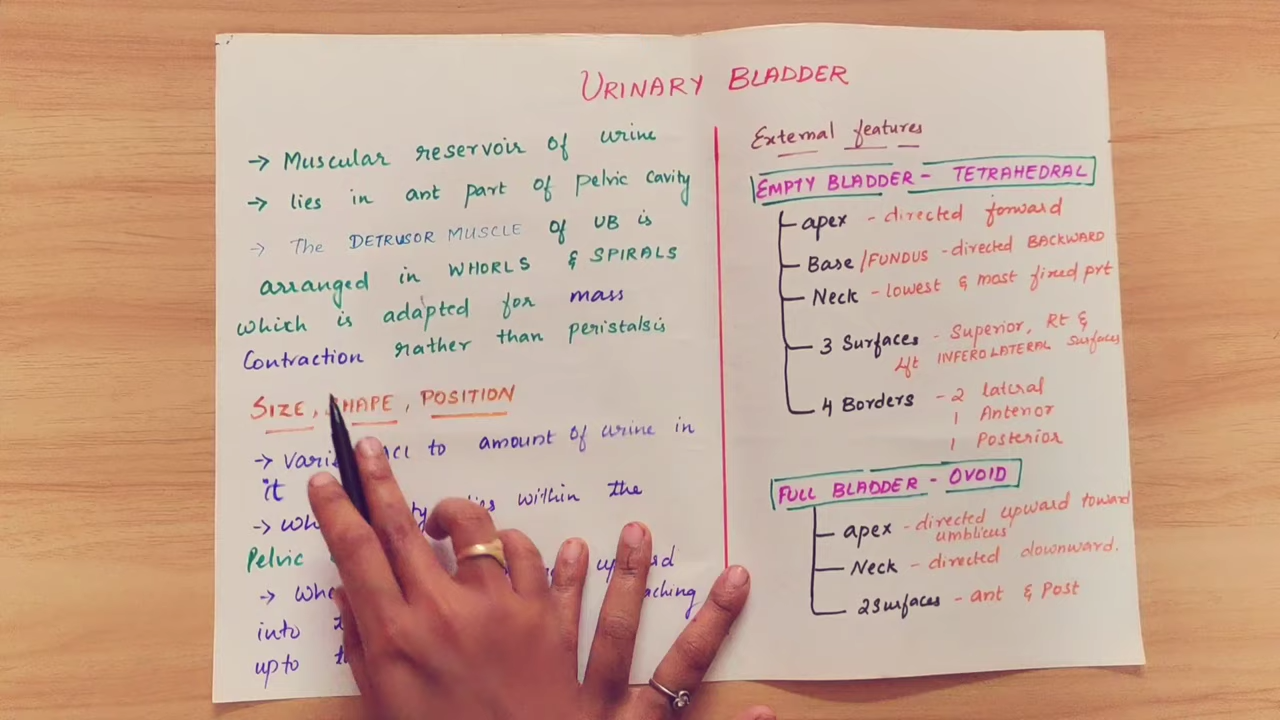 URINARY BLADDER
→ Muscular reservoir of urine
→ lies in ant part of pelvic cavity
→ The DETRUSOR MUSCLE of UB is
arranged in WHORLS & SPIRALS
which is adapted for mass
Contraction rather than peristalsis
SIZE, SHAPE, POSITION
→ to amount of urine in
it
→ within the
Pelvic
→
into
upto
External features
EMPTY BLADDER - TETRAHEDRAL
apex - directed forward
Base/FUNDUS - directed BACKWARD
Neck - lowest & most fixed prt
3 Surfaces - Superior, Rt &
Lft INFEROLATERAL Surfaces
4 Borders - 2 lateral
1 Anterior
1 Posterior
FULL BLADDER - OVOID
apex - directed upward toward
umblicus
Neck - directed downward.
2 Surfaces - ant & Post